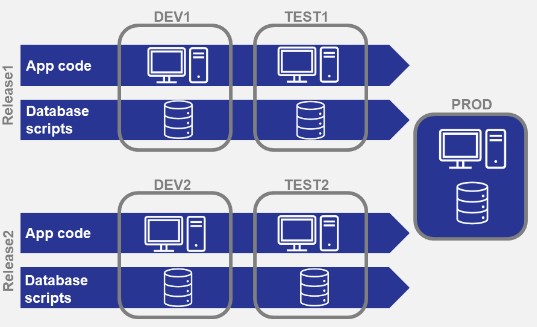 DEV1
TEST1
Release1
App code
Database
scripts
PROD
DEV2
TEST2
Release2
App code
Database
scripts